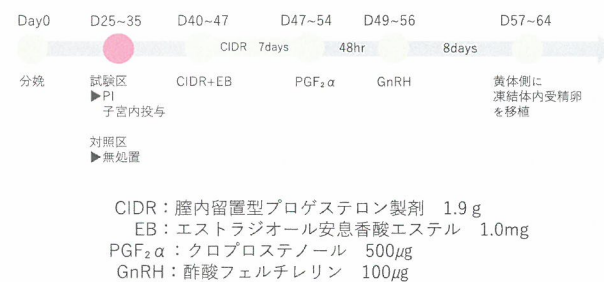 Day0 D25~35 D40~47 D47~54 D49~56 D57~64
CIDR 7days 48hr 8days
分娩 試験区 CIDR+EB PGF₂α GnRH 黄体側に
▶PI 凍結体内受精卵
子宮内投与 を移植
対照区
▶無処置
CIDR：膣内留置型プロゲステロン製剤 1.9g
EB：エストラジオール安息香酸エステル 1.0mg
PGF₂α：クロプロステノール 500μg
GnRH：酢酸フェルチレリン 100μg